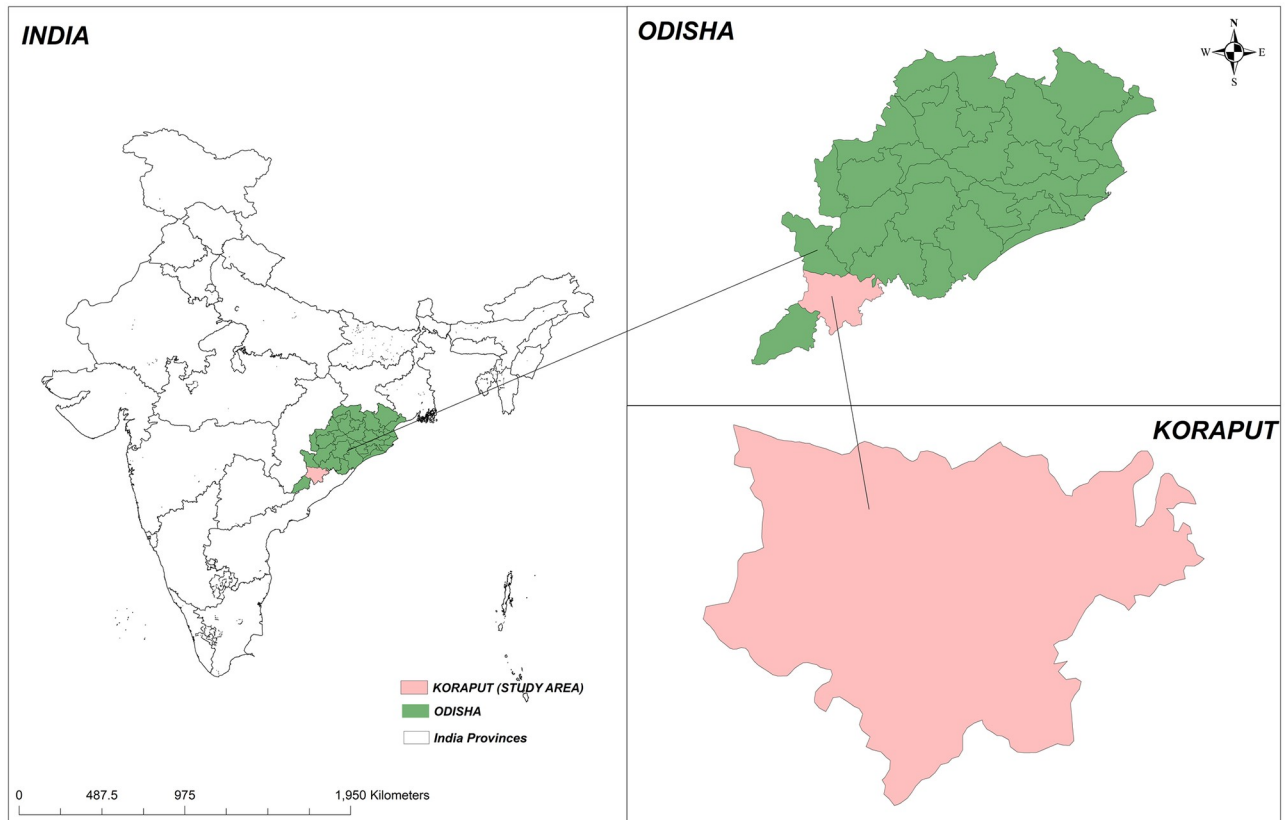 INDIA
ODISHA
N
W E
S
KORAPUT
KORAPUT (STUDY AREA)
ODISHA
India Provinces
0 487.5 975 1,950 Kilometers